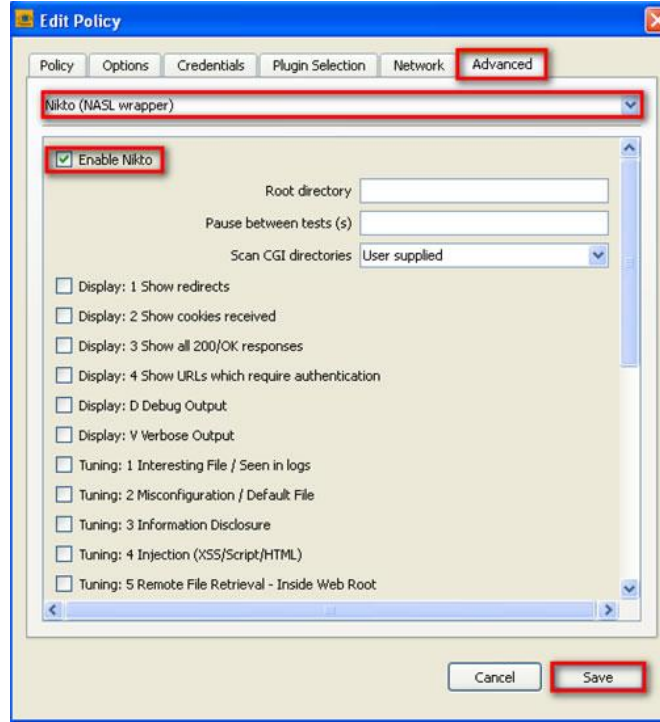 Edit Policy
Policy Options Credentials Plugin Selection Network Advanced
Nikto (NASL wrapper)
Enable Nikto
Root directory
Pause between tests (s)
Scan CGI directories User supplied
Display: 1 Show redirects
Display: 2 Show cookies received
Display: 3 Show all 200/OK responses
Display: 4 Show URLs which require authentication
Display: D Debug Output
Display: V Verbose Output
Tuning: 1 Interesting File / Seen in logs
Tuning: 2 Misconfiguration / Default File
Tuning: 3 Information Disclosure
Tuning: 4 Injection (XSS/Script/HTML)
Tuning: 5 Remote File Retrieval - Inside Web Root
Cancel Save